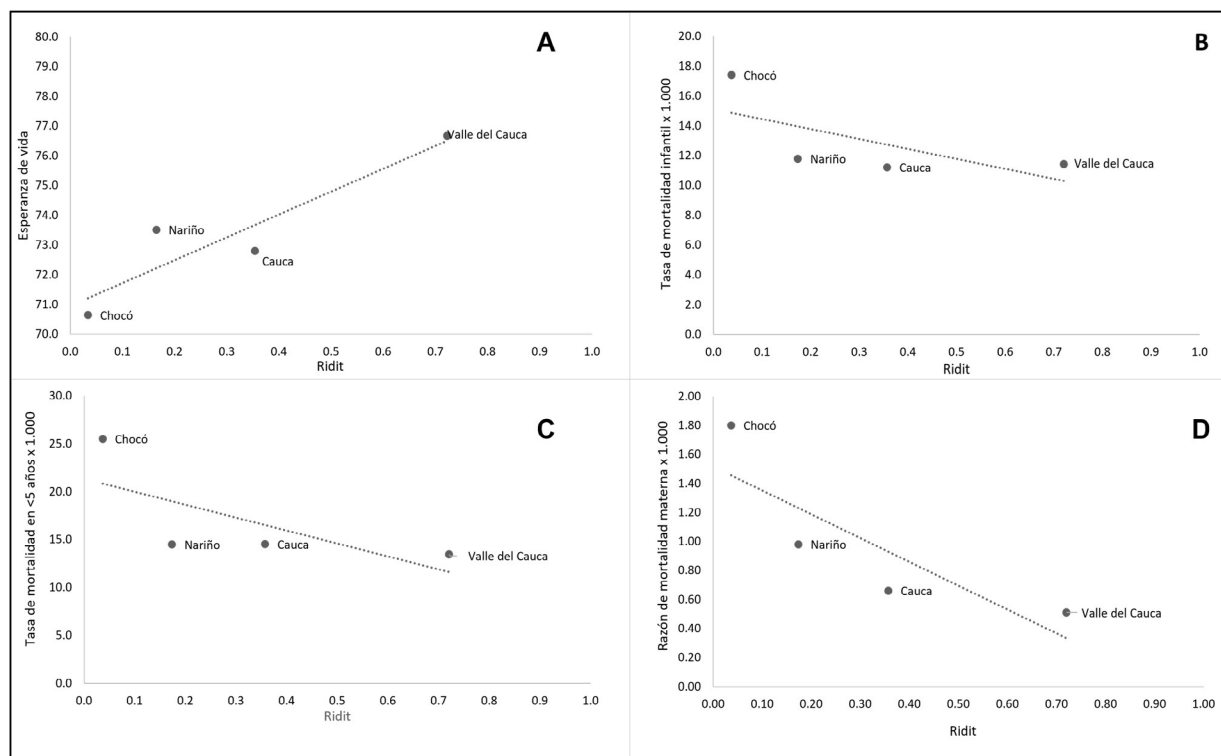 A
Esperanza de vida
80.0
79.0
78.0
77.0
76.0
75.0
74.0
73.0
72.0
71.0
70.0
Valle del Cauca
Nariño
Cauca
Chocó
0.0 0.1 0.2 0.3 0.4 0.5 0.6 0.7 0.8 0.9 1.0
Ridit
B
Tasa de mortalidad infantil x 1.000
20.0
18.0
16.0
14.0
12.0
10.0
8.0
6.0
4.0
2.0
0.0
Chocó
Nariño
Cauca
Valle del Cauca
0.0 0.1 0.2 0.3 0.4 0.5 0.6 0.7 0.8 0.9 1.0
Ridit
C
Tasa de mortalidad en <5 años x 1.000
30.0
25.0
20.0
15.0
10.0
5.0
0.0
Chocó
Nariño
Cauca
Valle del Cauca
0.0 0.1 0.2 0.3 0.4 0.5 0.6 0.7 0.8 0.9 1.0
Ridit
D
Razón de mortalidad materna x 1.000
2.00
1.80
1.60
1.40
1.20
1.00
0.80
0.60
0.40
0.20
0.00
Chocó
Nariño
Cauca
Valle del Cauca
0.00 0.10 0.20 0.30 0.40 0.50 0.60 0.70 0.80 0.90 1.00
Ridit